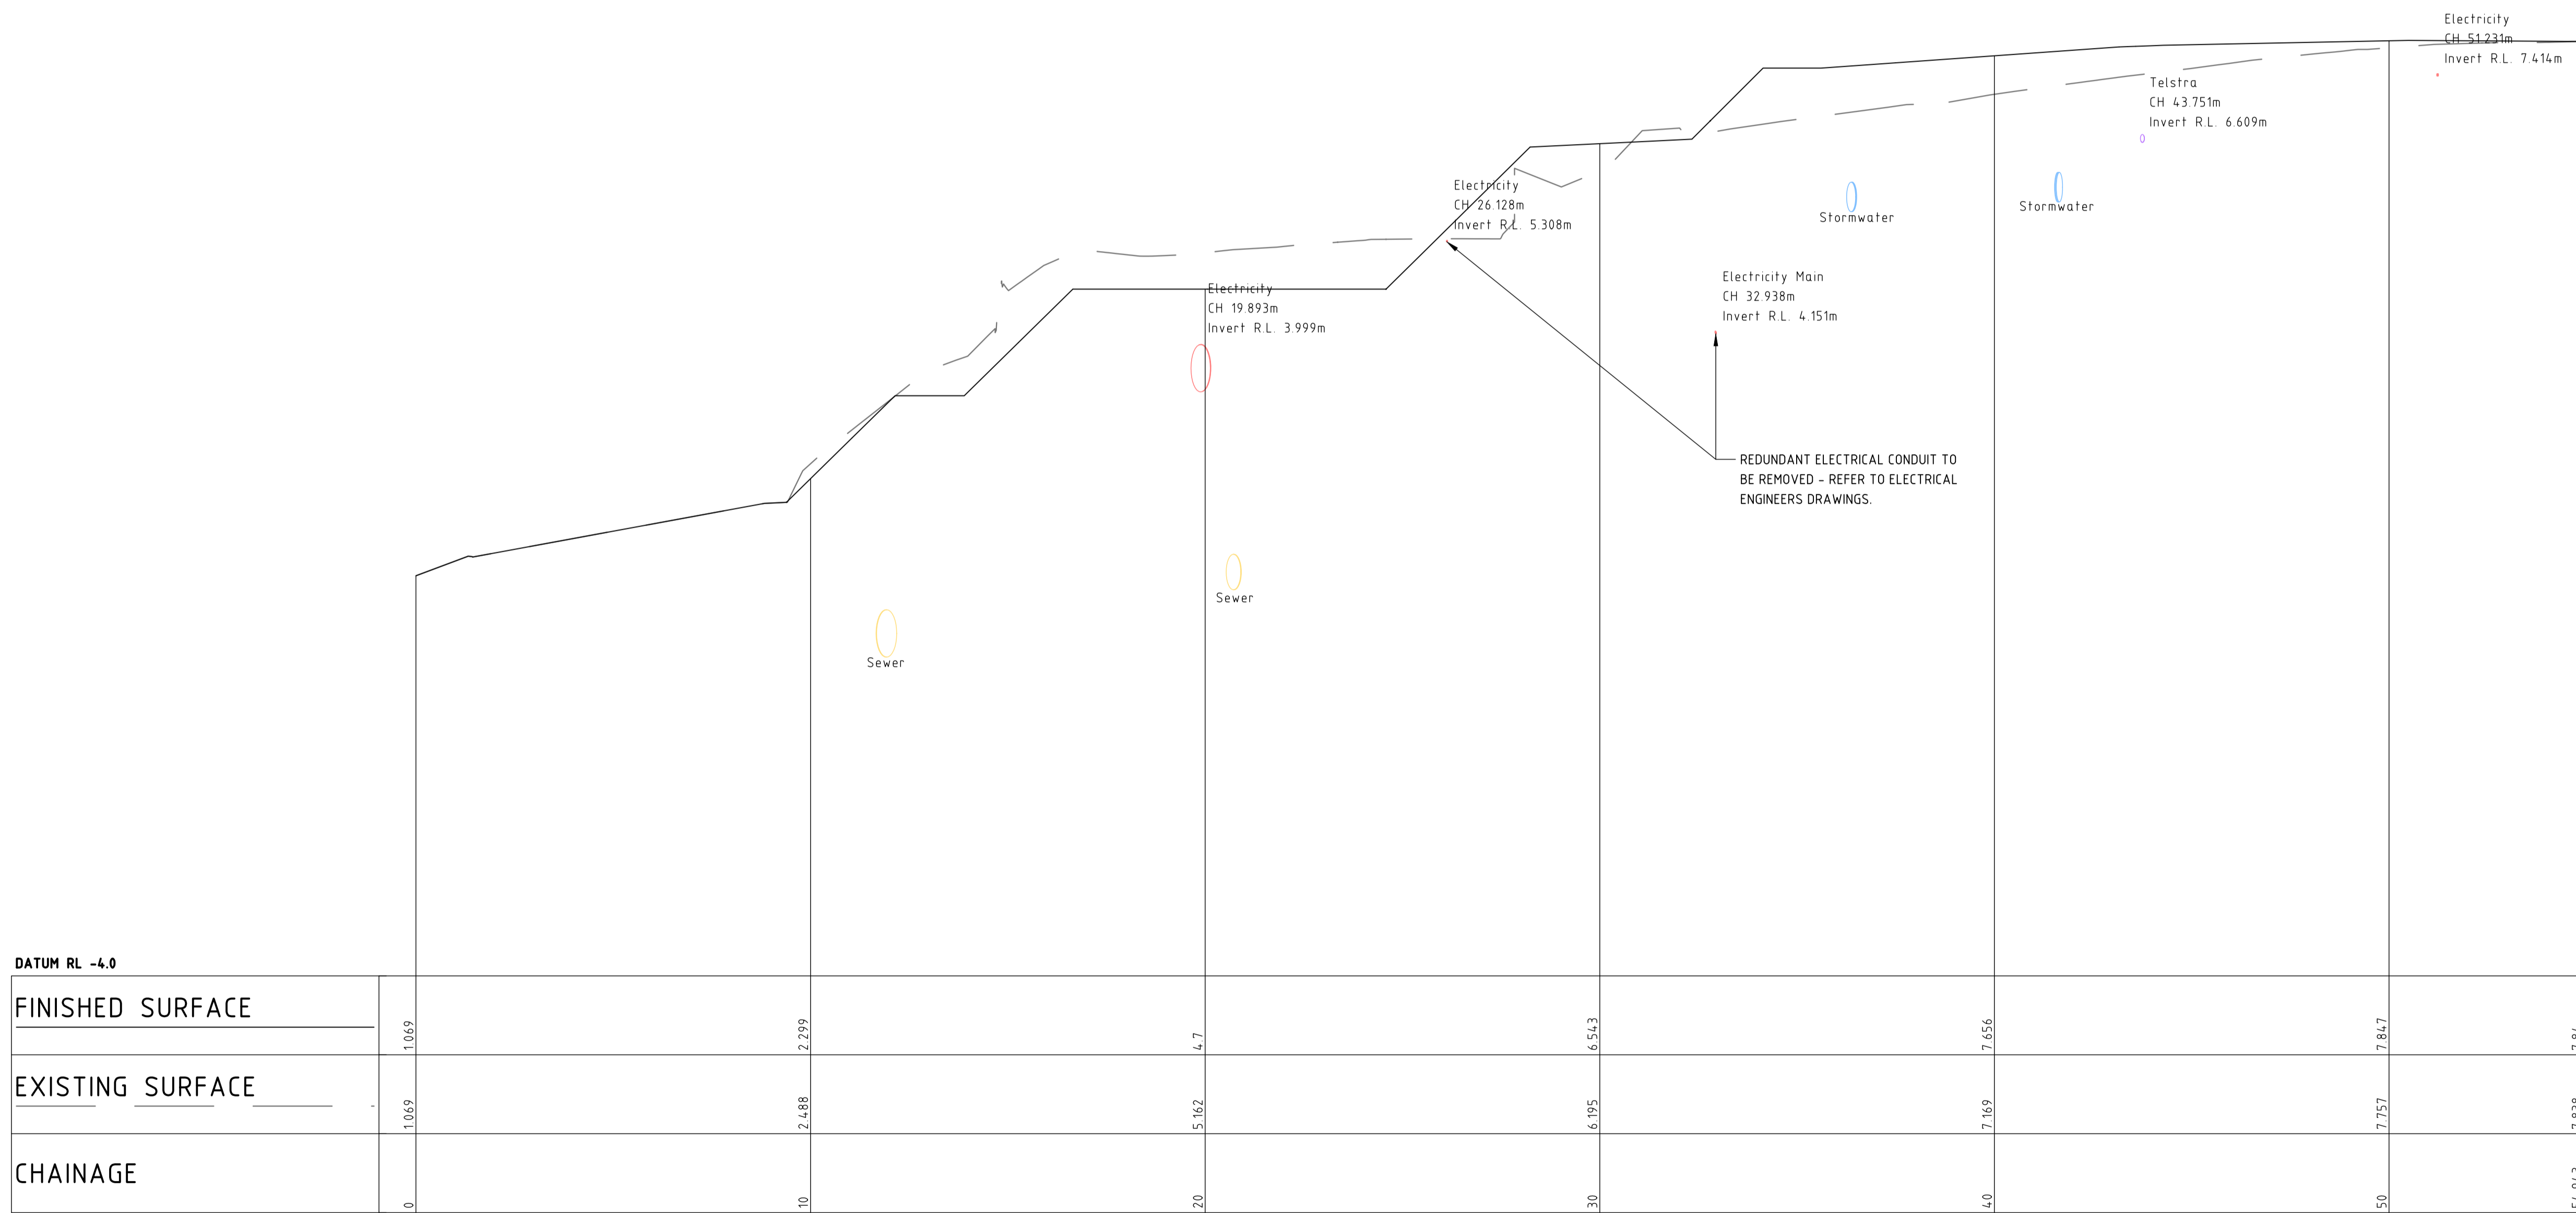 Electricity
CH 51.231m
Invert R.L. 7.414m
Telstra
CH 43.751m
Invert R.L. 6.609m
Electricity
CH 26.128m
Invert R.L. 5.308m
Stormwater
Stormwater
Electricity
CH 19.893m
Invert R.L. 3.999m
Electricity Main
CH 32.938m
Invert R.L. 4.151m
REDUNDANT ELECTRICAL CONDUIT TO
BE REMOVED - REFER TO ELECTRICAL
ENGINEERS DRAWINGS.
Sewer
Sewer
DATUM RL -4.0
FINISHED SURFACE
1.069
2.299
4.7
6.543
7.656
7.847
EXISTING SURFACE
1.069
2.488
5.162
6.195
7.169
7.757
CHAINAGE
0
10
20
30
40
50